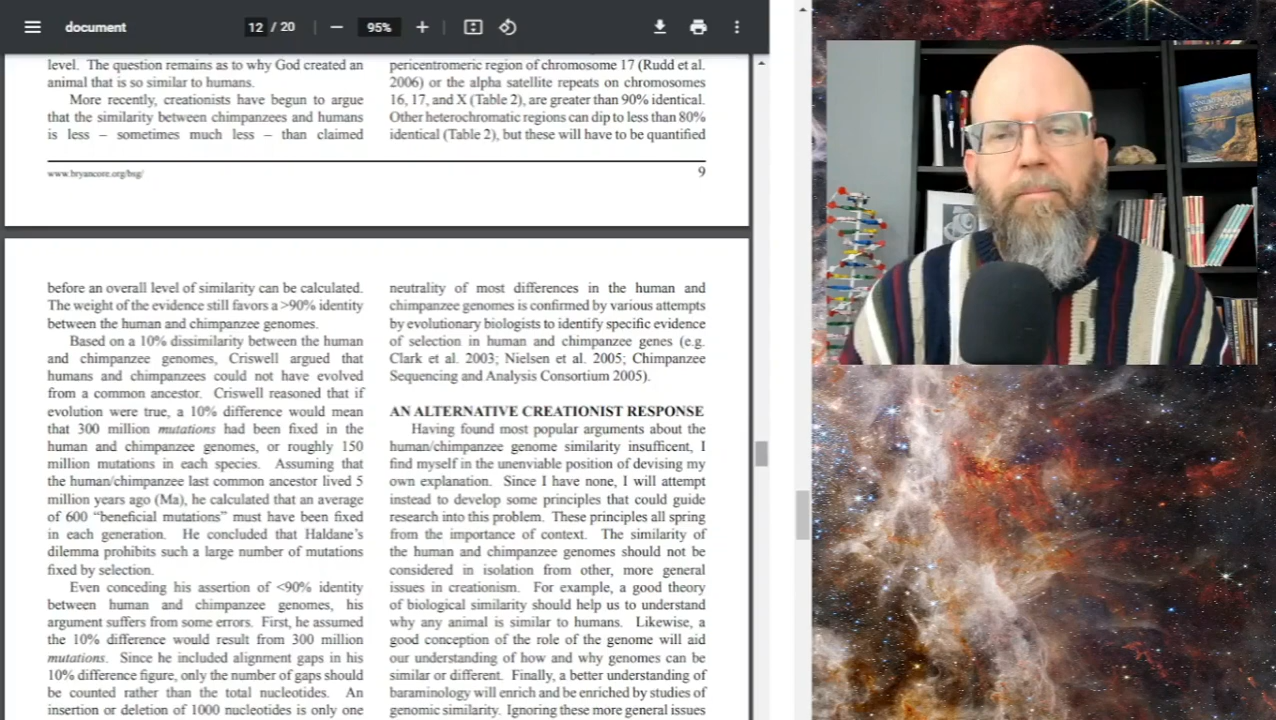 document
12 / 20
95%
level. The question remains as to why God created an
animal that is so similar to humans.
More recently, creationists have begun to argue
that the similarity between chimpanzees and humans
is less – sometimes much less – than claimed
pericentromeric region of chromosome 17 (Rudd et al.
2006) or the alpha satellite repeats on chromosomes
16, 17, and X (Table 2), are greater than 90% identical.
Other heterochromatic regions can dip to less than 80%
identical (Table 2), but these will have to be quantified
www.bryancore.org/bsg/
9
before an overall level of similarity can be calculated.
The weight of the evidence still favors a >90% identity
between the human and chimpanzee genomes.
Based on a 10% dissimilarity between the human
and chimpanzee genomes, Criswell argued that
humans and chimpanzees could not have evolved
from a common ancestor. Criswell reasoned that if
evolution were true, a 10% difference would mean
that 300 million mutations had been fixed in the
human and chimpanzee genomes, or roughly 150
million mutations in each species. Assuming that
the human/chimpanzee last common ancestor lived 5
million years ago (Ma), he calculated that an average
of 600 “beneficial mutations” must have been fixed
in each generation. He concluded that Haldane’s
dilemma prohibits such a large number of mutations
fixed by selection.
Even conceding his assertion of <90% identity
between human and chimpanzee genomes, his
argument suffers from some errors. First, he assumed
the 10% difference would result from 300 million
mutations. Since he included alignment gaps in his
10% difference figure, only the number of gaps should
be counted rather than the total nucleotides. An
insertion or deletion of 1000 nucleotides is only one
neutrality of most differences in the human and
chimpanzee genomes is confirmed by various attempts
by evolutionary biologists to identify specific evidence
of selection in human and chimpanzee genes (e.g.
Clark et al. 2003; Nielsen et al. 2005; Chimpanzee
Sequencing and Analysis Consortium 2005).
AN ALTERNATIVE CREATIONIST RESPONSE
Having found most popular arguments about the
human/chimpanzee genome similarity insufficient, I
find myself in the unenviable position of devising my
own explanation. Since I have none, I will attempt
instead to develop some principles that could guide
research into this problem. These principles all spring
from the importance of context. The similarity of
the human and chimpanzee genomes should not be
considered in isolation from other, more general
issues in creationism. For example, a good theory
of biological similarity should help us to understand
why any animal is similar to humans. Likewise, a
good conception of the role of the genome will aid
our understanding of how and why genomes can be
similar or different. Finally, a better understanding of
baraminology will enrich and be enriched by studies of
genomic similarity. Ignoring these more general issues